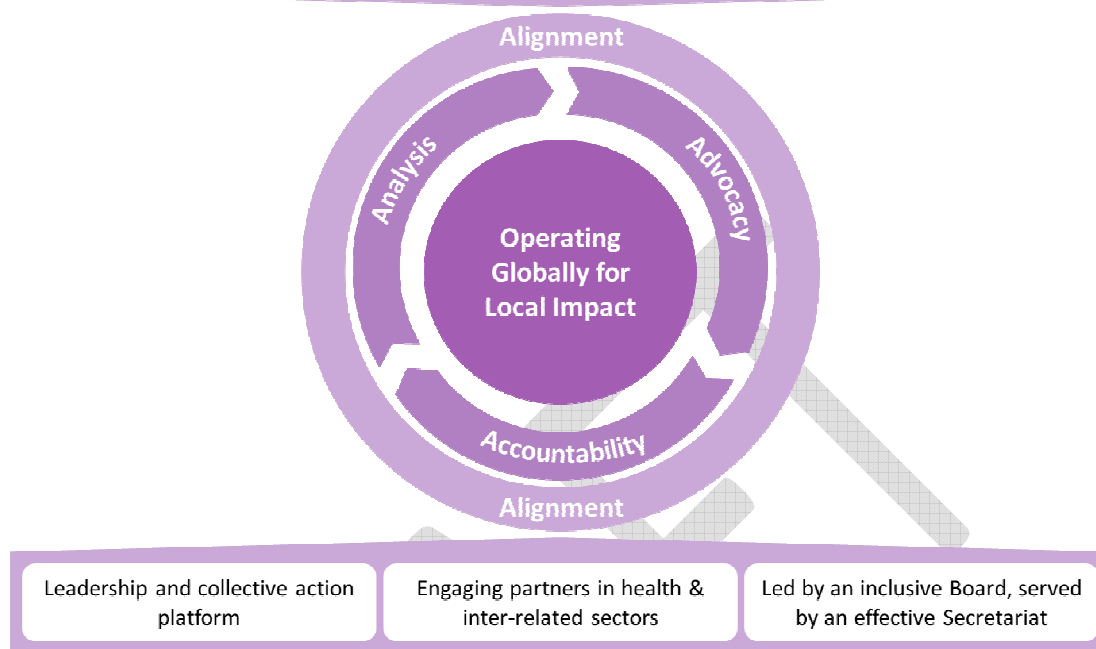 Alignment
Analysis
Advocacy
Operating
Globally for
Local Impact
Accountability
Alignment
Leadership and collective action
platform
Engaging partners in health &
inter-related sectors
Led by an inclusive Board, served
by an effective Secretariat